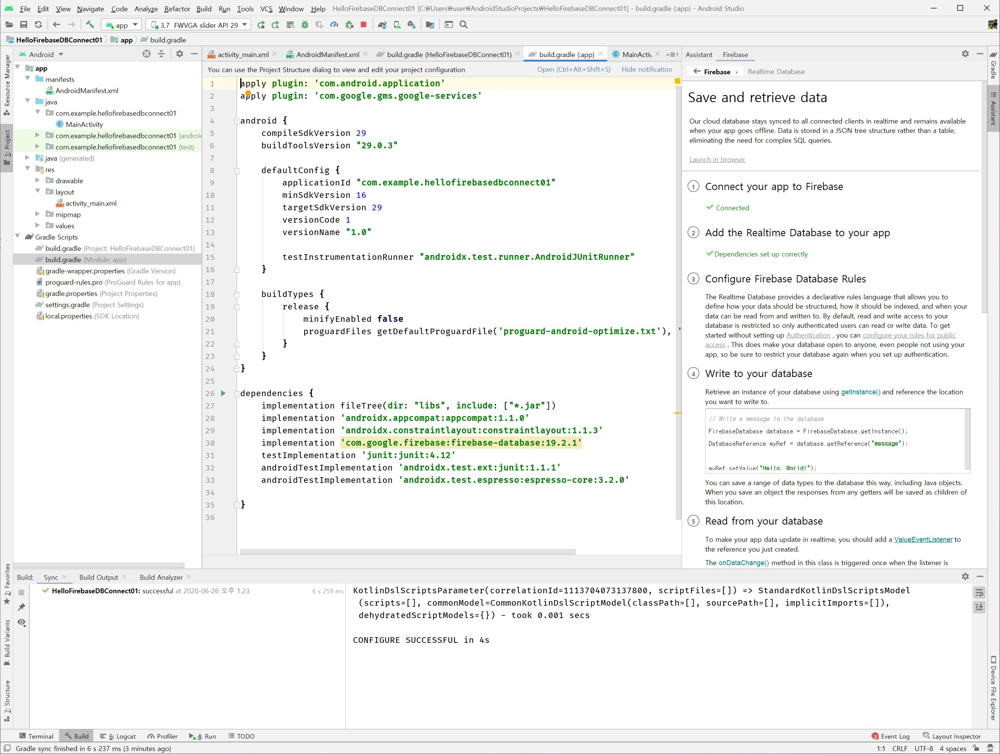 File Edit View Navigate Code Analyze Refactor Build Run Tools VCS Window Help HelloFirebaseDBConnect01 [C:₩Users₩user₩AndroidStudioProjects₩HelloFirebaseDBConnect01] - build.gradle (:app) - Android Studio
app 3.7 FWVGA slider API 29
HelloFirebaseDBConnect01 app build.gradle
Android
app
manifests
AndroidManifest.xml
java
com.example.hellofirebasedbconnect01
MainActivity
com.example.hellofirebasedbconnect01 (androi
com.example.hellofirebasedbconnect01 (test)
java (generated)
res
drawable
layout
activity_main.xml
mipmap
values
Gradle Scripts
build.gradle (Project: HelloFirebaseDBConnect01)
build.gradle (Module: app)
gradle-wrapper.properties (Gradle Version)
proguard-rules.pro (ProGuard Rules for app)
gradle.properties (Project Properties)
settings.gradle (Project Settings)
local.properties (SDK Location)
Resource Manager
1: Project
2: Favorites
Build Variants
7: Structure
activity_main.xml AndroidManifest.xml build.gradle (HelloFirebaseDBConnect01) build.gradle (:app) MainActiv 1
You can use the Project Structure dialog to view and edit your project configuration Open (Ctrl+Alt+Shift+S) Hide notification
1 apply plugin: 'com.android.application'
2 apply plugin: 'com.google.gms.google-services'
3
4 android {
5 compileSdkVersion 29
6 buildToolsVersion "29.0.3"
7
8 defaultConfig {
9 applicationId "com.example.hellofirebasedbconnect01"
10 minSdkVersion 16
11 targetSdkVersion 29
12 versionCode 1
13 versionName "1.0"
14
15 testInstrumentationRunner "androidx.test.runner.AndroidJUnitRunner"
16 }
17
18 buildTypes {
19 release {
20 minifyEnabled false
21 proguardFiles getDefaultProguardFile('proguard-android-optimize.txt'), '
22 }
23 }
24 }
25
26 dependencies {
27 implementation fileTree(dir: "libs", include: ["*.jar"])
28 implementation 'androidx.appcompat:appcompat:1.1.0'
29 implementation 'androidx.constraintlayout:constraintlayout:1.1.3'
30 implementation 'com.google.firebase:firebase-database:19.2.1'
31 testImplementation 'junit:junit:4.12'
32 androidTestImplementation 'androidx.test.ext:junit:1.1.1'
33 androidTestImplementation 'androidx.test.espresso:espresso-core:3.2.0'
34
35 }
36
Assistant Firebase
← Firebase › Realtime Database
Save and retrieve data
Our cloud database stays synced to all connected clients in realtime and remains available
when your app goes offline. Data is stored in a JSON tree structure rather than a table,
eliminating the need for complex SQL queries.
Launch in browser
1 Connect your app to Firebase
Connected
2 Add the Realtime Database to your app
Dependencies set up correctly
3 Configure Firebase Database Rules
The Realtime Database provides a declarative rules language that allows you to
define how your data should be structured, how it should be indexed, and when your
data can be read from and written to. By default, read and write access to your
database is restricted so only authenticated users can read or write data. To get
started without setting up Authentication , you can configure your rules for public
access . This does make your database open to anyone, even people not using your
app, so be sure to restrict your database again when you set up authentication.
4 Write to your database
Retrieve an instance of your database using getInstance() and reference the location
you want to write to.
// Write a message to the database
FirebaseDatabase database = FirebaseDatabase.getInstance();
DatabaseReference myRef = database.getReference("message");
myRef.setValue("Hello, World!");
You can save a range of data types to the database this way, including Java objects.
When you save an object the responses from any getters will be saved as children of
this location.
5 Read from your database
To make your app data update in realtime, you should add a ValueEventListener to
the reference you just created.
The onDataChange() method in this class is triggered once when the listener is
Gradle
Assistant
Device File Explorer
Build: Sync Build Output Build Analyzer
HelloFirebaseDBConnect01: successful at 2020-06-26 오후 1:23 6 s 259 ms
KotlinDslScriptsParameter(correlationId=1113704073137800, scriptFiles=[]) => StandardKotlinDslScriptsModel
(scripts=[], commonModel=CommonKotlinDslScriptModel(classPath=[], sourcePath=[], implicitImports=[]),
dehydratedScriptModels={}) - took 0.001 secs
CONFIGURE SUCCESSFUL in 4s
Terminal Build 6: Logcat Profiler 4: Run TODO 2 Event Log Layout Inspector
Gradle sync finished in 6 s 237 ms (3 minutes ago) 1:1 CRLF UTF-8 4 spaces